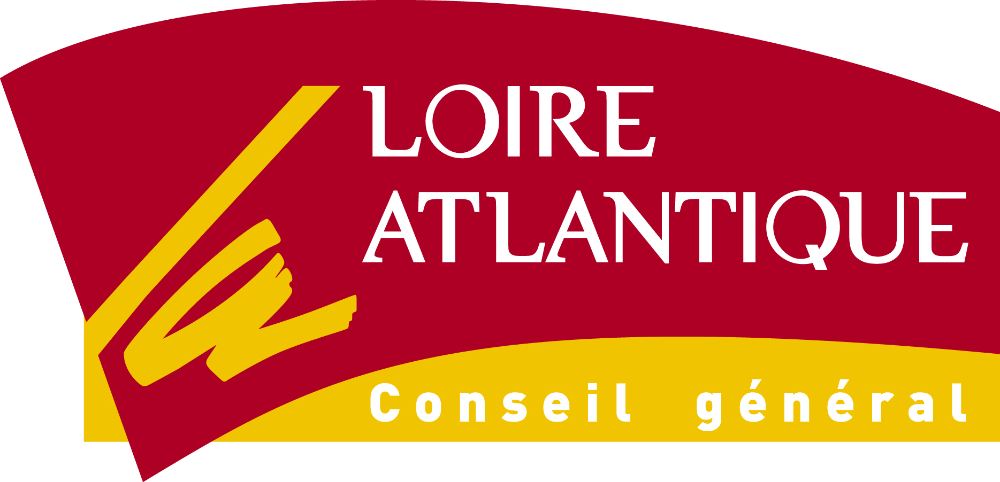 LOIRE
ATLANTIQUE
Conseil général